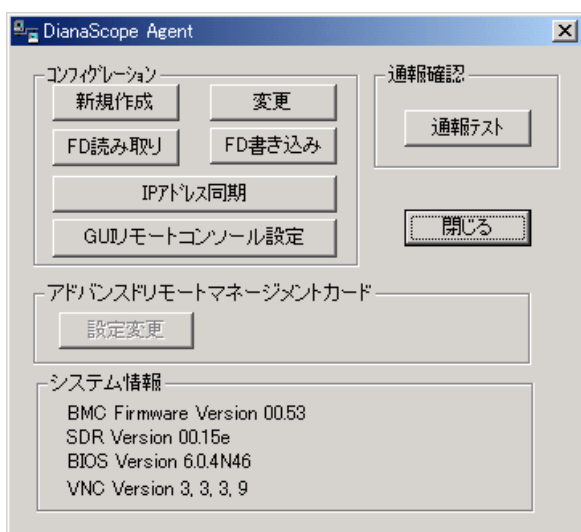 DianaScope Agent
コンフィグレーション
新規作成
変更
FD読み取り
FD書き込み
IPアドレス同期
GUIリモートコンソール設定
通報確認
通報テスト
閉じる
アドバンスドリモートマネージメントカード
設定変更
システム情報
BMC Firmware Version 00.53
SDR Version 00.15e
BIOS Version 6.0.4N46
VNC Version 3, 3, 3, 9